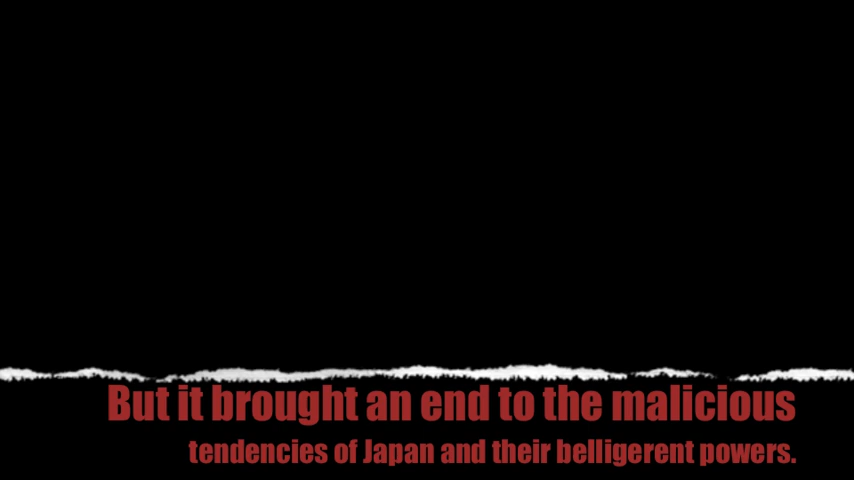 But it brought an end to the malicious
tendencies of Japan and their belligerent powers.